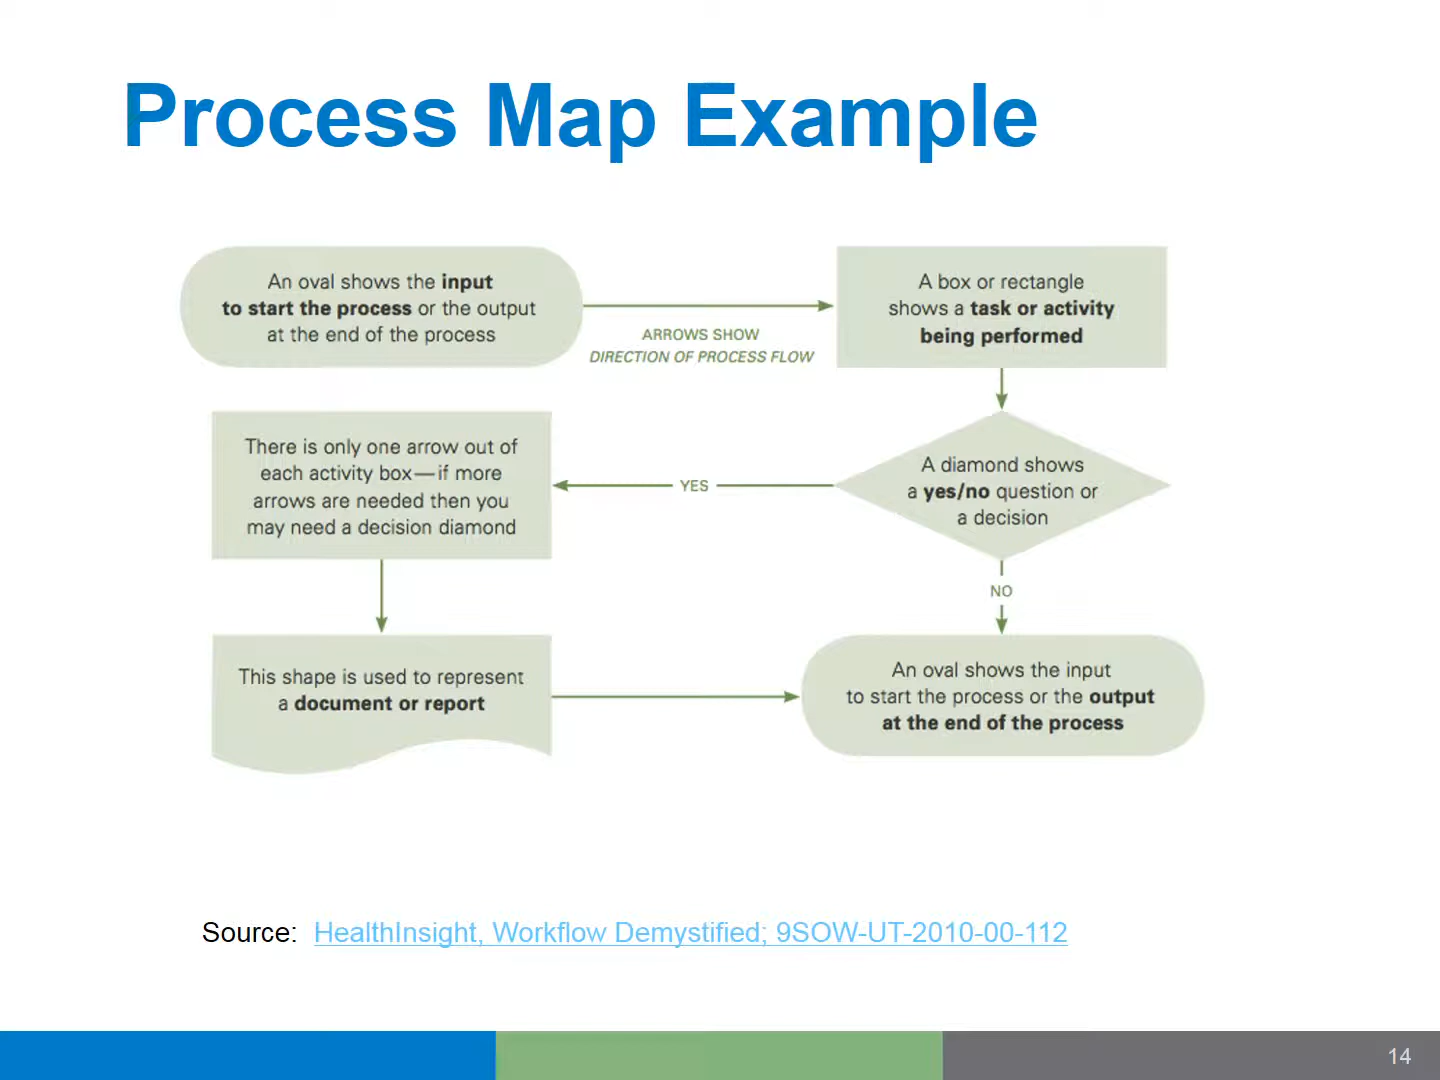 Process Map Example
An oval shows the input
to start the process or the output
at the end of the process
ARROWS SHOW
DIRECTION OF PROCESS FLOW
A box or rectangle
shows a task or activity
being performed
A diamond shows
a yes/no question or
a decision
YES
There is only one arrow out of
each activity box—if more
arrows are needed then you
may need a decision diamond
NO
This shape is used to represent
a document or report
An oval shows the input
to start the process or the output
at the end of the process
Source: HealthInsight, Workflow Demystified; 9SOW-UT-2010-00-112
14